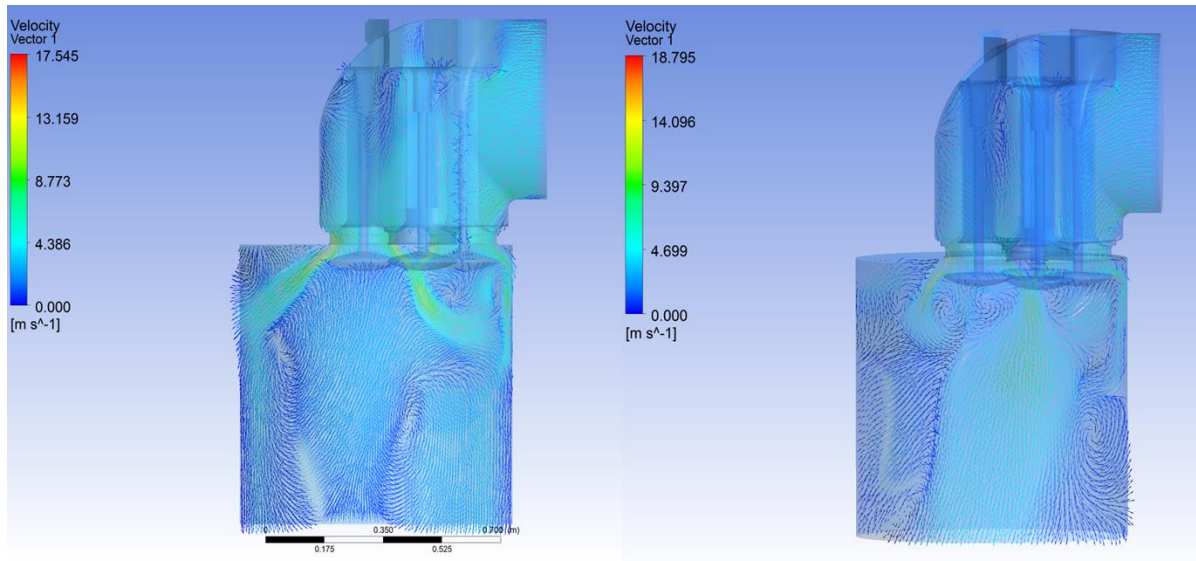 Velocity
Vector 1
17.545
13.159
8.773
4.386
0.000
[m s^-1]
0 0.350 0.700 (m)
0.175 0.525
Velocity
Vector 1
18.795
14.096
9.397
4.699
0.000
[m s^-1]